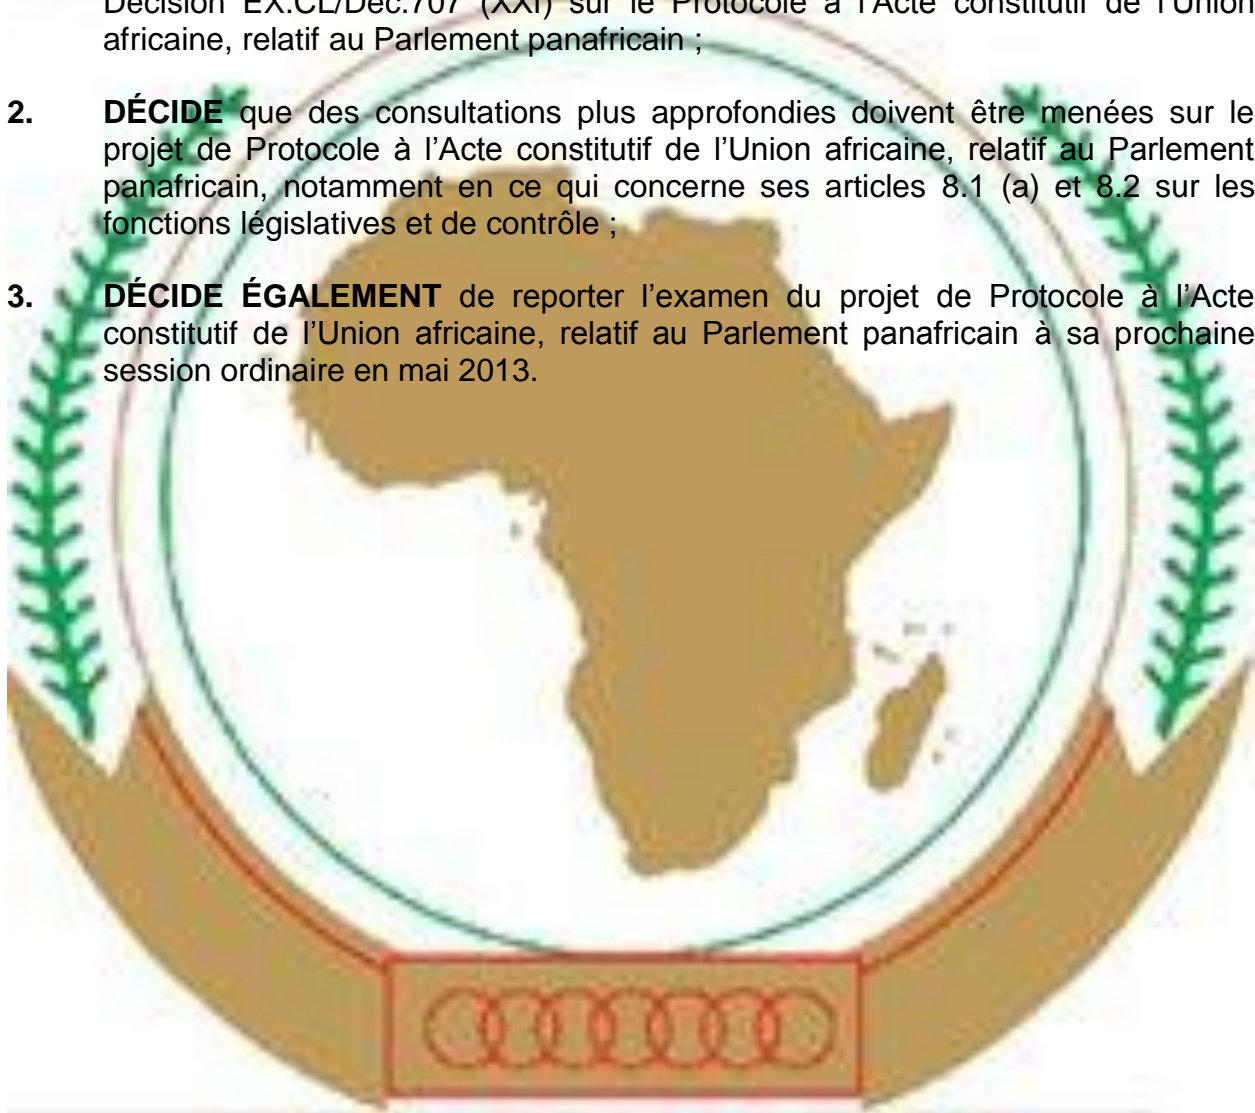 Décision EX.CL/Dec.707 (XXI) sur le Protocole à l’Acte constitutif de l’Union
africaine, relatif au Parlement panafricain ;
2. DÉCIDE que des consultations plus approfondies doivent être menées sur le
projet de Protocole à l’Acte constitutif de l’Union africaine, relatif au Parlement
panafricain, notamment en ce qui concerne ses articles 8.1 (a) et 8.2 sur les
fonctions législatives et de contrôle ;
3. DÉCIDE ÉGALEMENT de reporter l’examen du projet de Protocole à l’Acte
constitutif de l’Union africaine, relatif au Parlement panafricain à sa prochaine
session ordinaire en mai 2013.